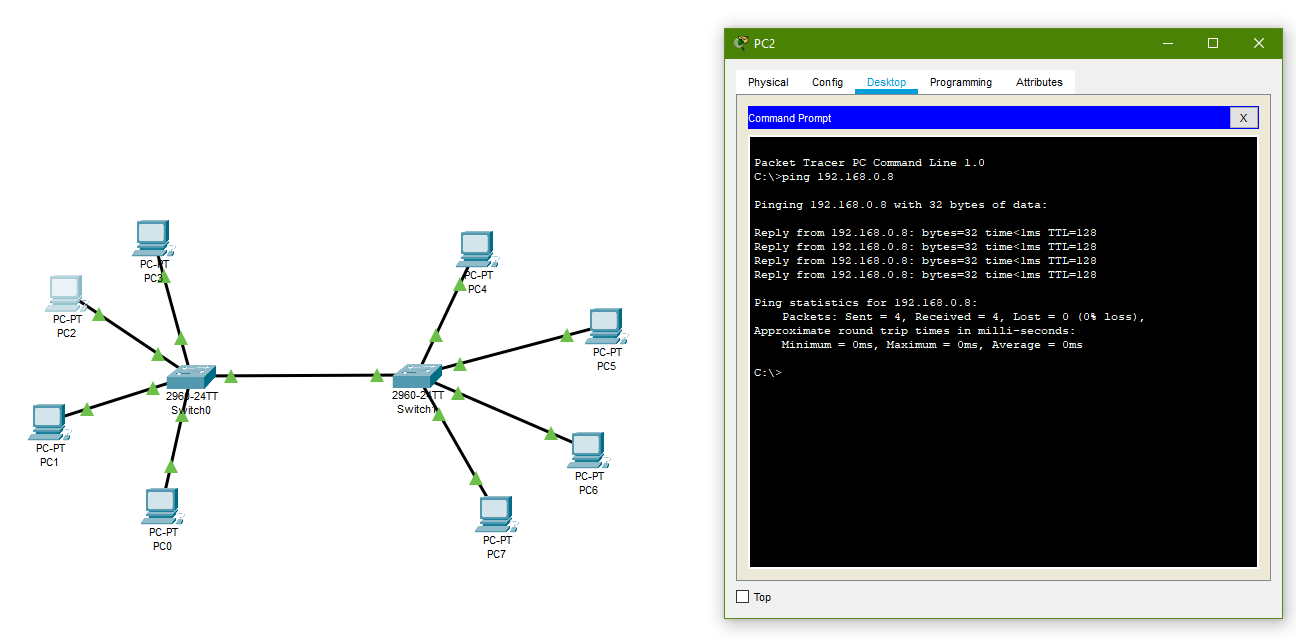 PC-PT
PC3
PC-PT
PC2
PC-PT
PC1
PC-PT
PC0
2960-24TT
Switch0
2960-24TT
Switch1
PC-PT
PC4
PC-PT
PC5
PC-PT
PC6
PC-PT
PC7
PC2
Physical Config Desktop Programming Attributes
Command Prompt X
Packet Tracer PC Command Line 1.0
C:\>ping 192.168.0.8
Pinging 192.168.0.8 with 32 bytes of data:
Reply from 192.168.0.8: bytes=32 time<1ms TTL=128
Reply from 192.168.0.8: bytes=32 time<1ms TTL=128
Reply from 192.168.0.8: bytes=32 time<1ms TTL=128
Reply from 192.168.0.8: bytes=32 time<1ms TTL=128
Ping statistics for 192.168.0.8:
Packets: Sent = 4, Received = 4, Lost = 0 (0% loss),
Approximate round trip times in milli-seconds:
Minimum = 0ms, Maximum = 0ms, Average = 0ms
C:\>
Top